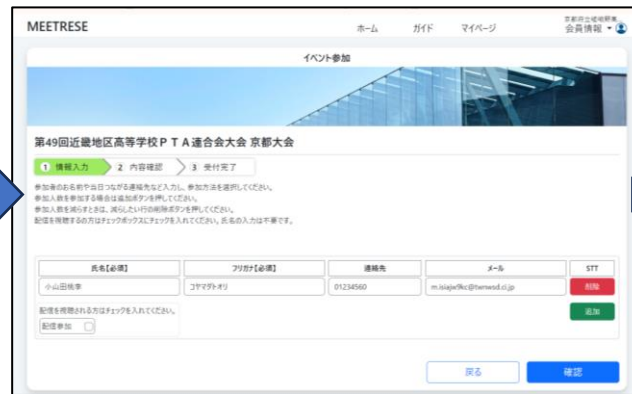 MEETRESE
ホーム ガイド マイページ
会員情報
イベント参加
第49回近畿地区高等学校ＰＴＡ連合会大会 京都大会
1 情報入力 2 内容確認 3 受付完了
参加者のお名前や当日つながる連絡先など入力し、参加方法を選択してください。
参加人数を参加する場合は追加ボタンを押してください。
参加人数を減らすときは、減らしたい行の削除ボタンを押してください。
配信を視聴するの方はチェックボックスにチェックを入れてください。氏名の入力は不要です。
氏名【必須】 フリガナ【必須】 連絡先 メール STT
小山田桃李 コヤマダトオリ 01234560 削除
配信を視聴される方はチェックを入れてください。 追加
配信参加
戻る 確認